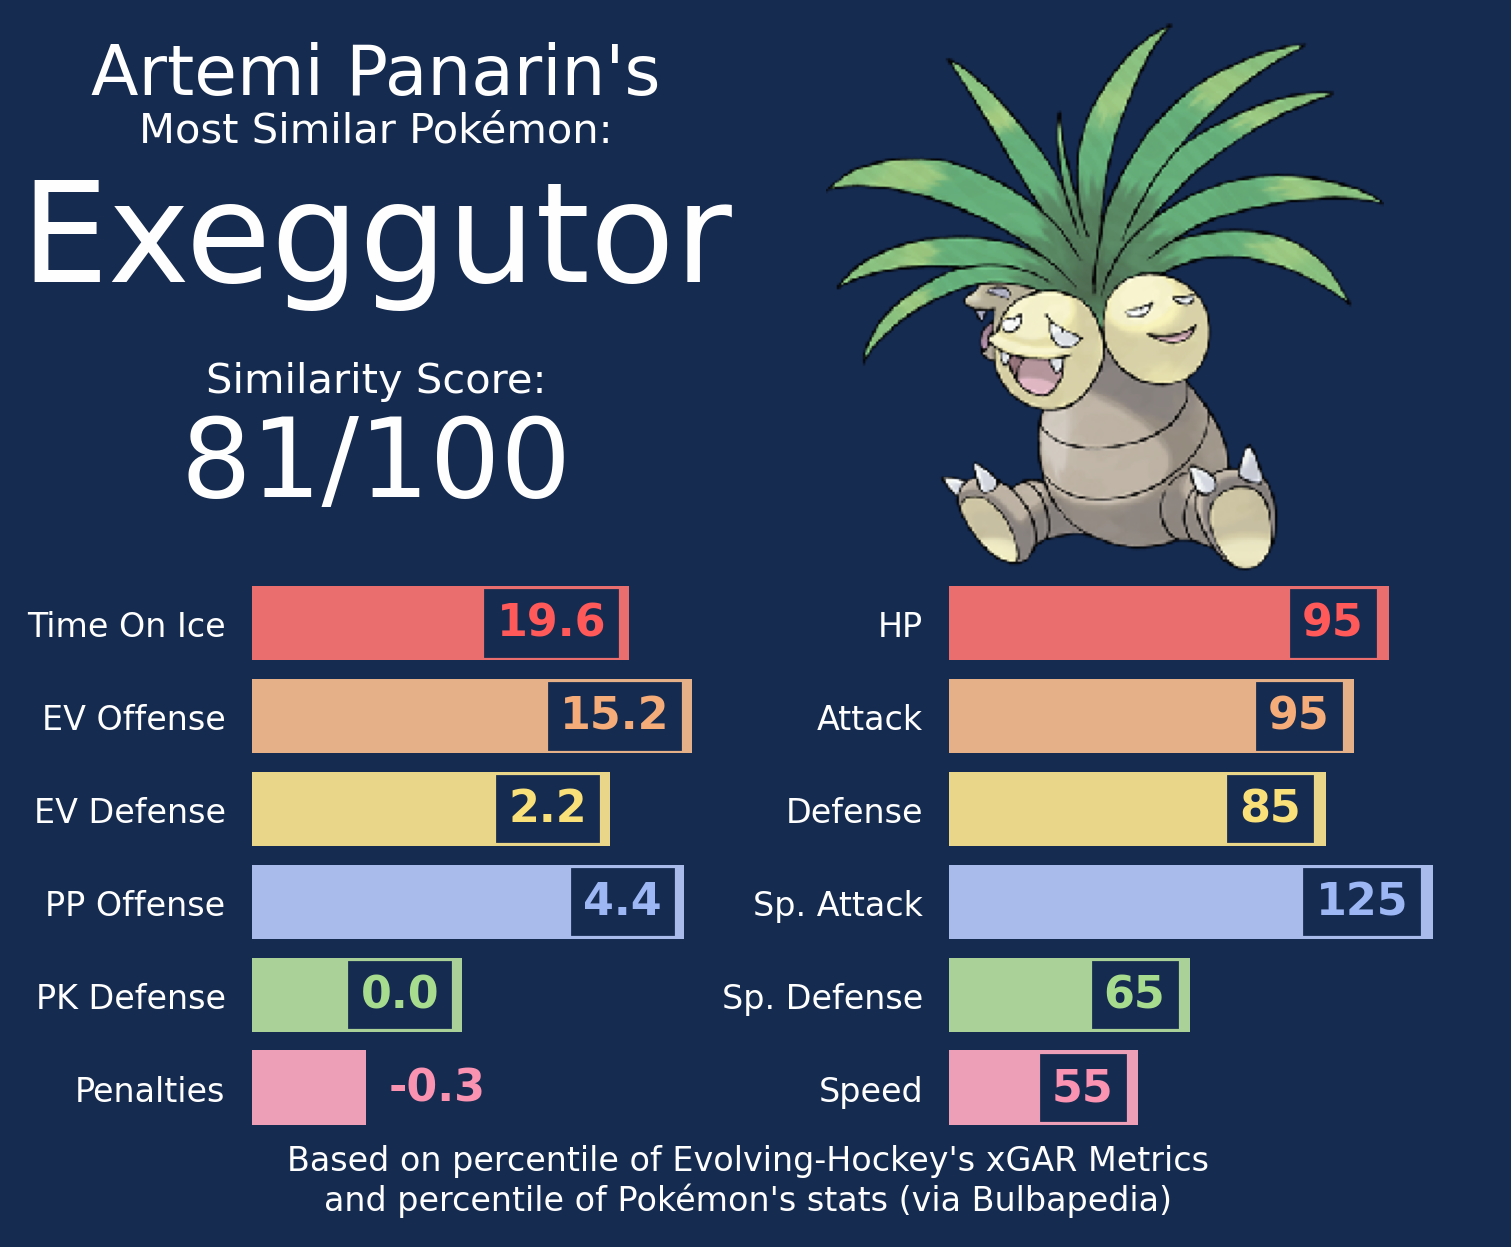 Artemi Panarin's
Most Similar Pokémon:
Exeggutor
Similarity Score:
81/100
Time On Ice 19.6
EV Offense 15.2
EV Defense 2.2
PP Offense 4.4
PK Defense 0.0
Penalties -0.3
HP 95
Attack 95
Defense 85
Sp. Attack 125
Sp. Defense 65
Speed 55
Based on percentile of Evolving-Hockey's xGAR Metrics
and percentile of Pokémon's stats (via Bulbapedia)